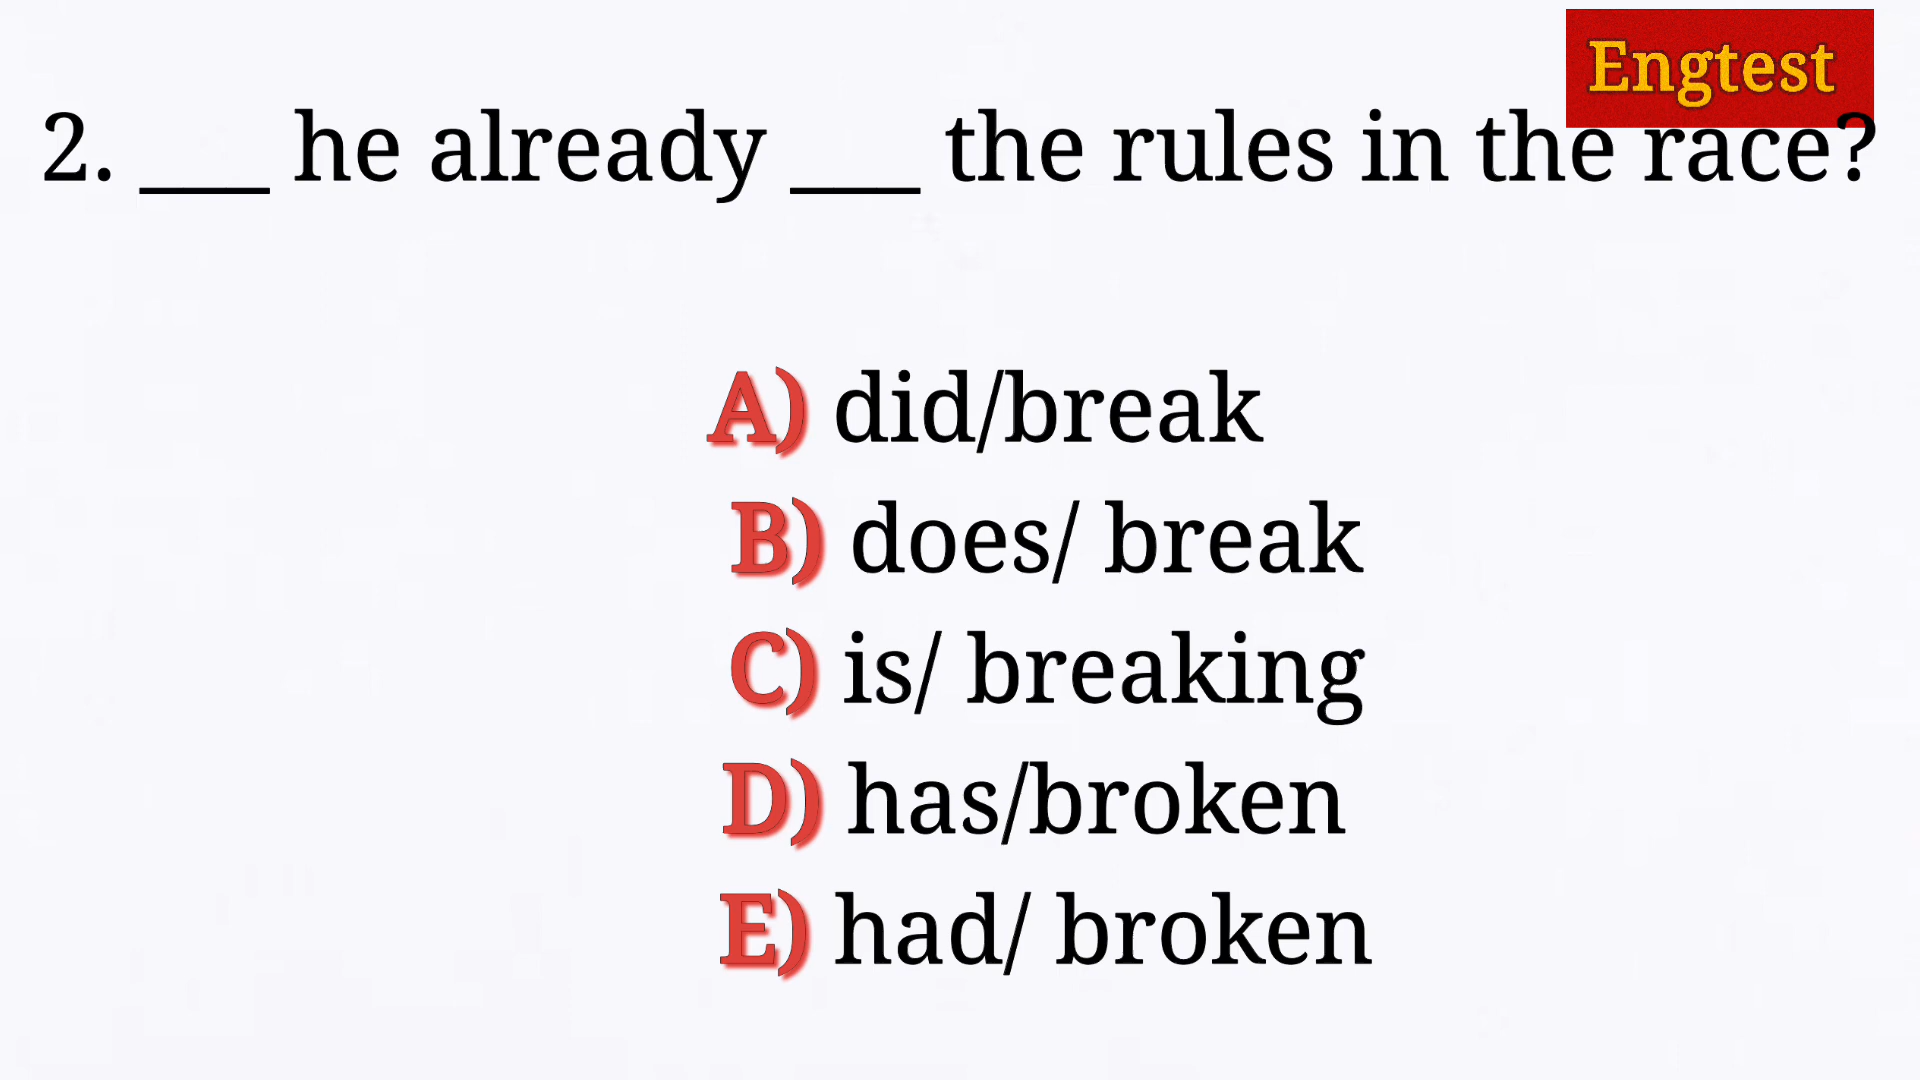 Engtest
2. ___ he already ___ the rules in the race?
A) did/break
B) does/ break
C) is/ breaking
D) has/broken
E) had/ broken